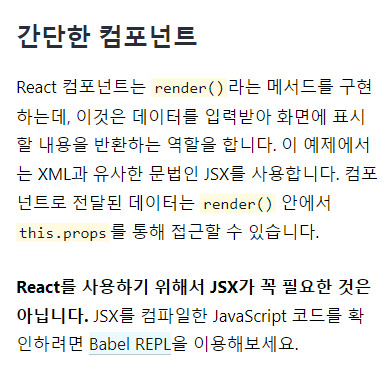 간단한 컴포넌트
React 컴포넌트는 render()라는 메서드를 구현
하는데, 이것은 데이터를 입력받아 화면에 표시
할 내용을 반환하는 역할을 합니다. 이 예제에서
는 XML과 유사한 문법인 JSX를 사용합니다. 컴포
넌트로 전달된 데이터는 render() 안에서
this.props를 통해 접근할 수 있습니다.
React를 사용하기 위해서 JSX가 꼭 필요한 것은
아닙니다. JSX를 컴파일한 JavaScript 코드를 확
인하려면 Babel REPL을 이용해보세요.